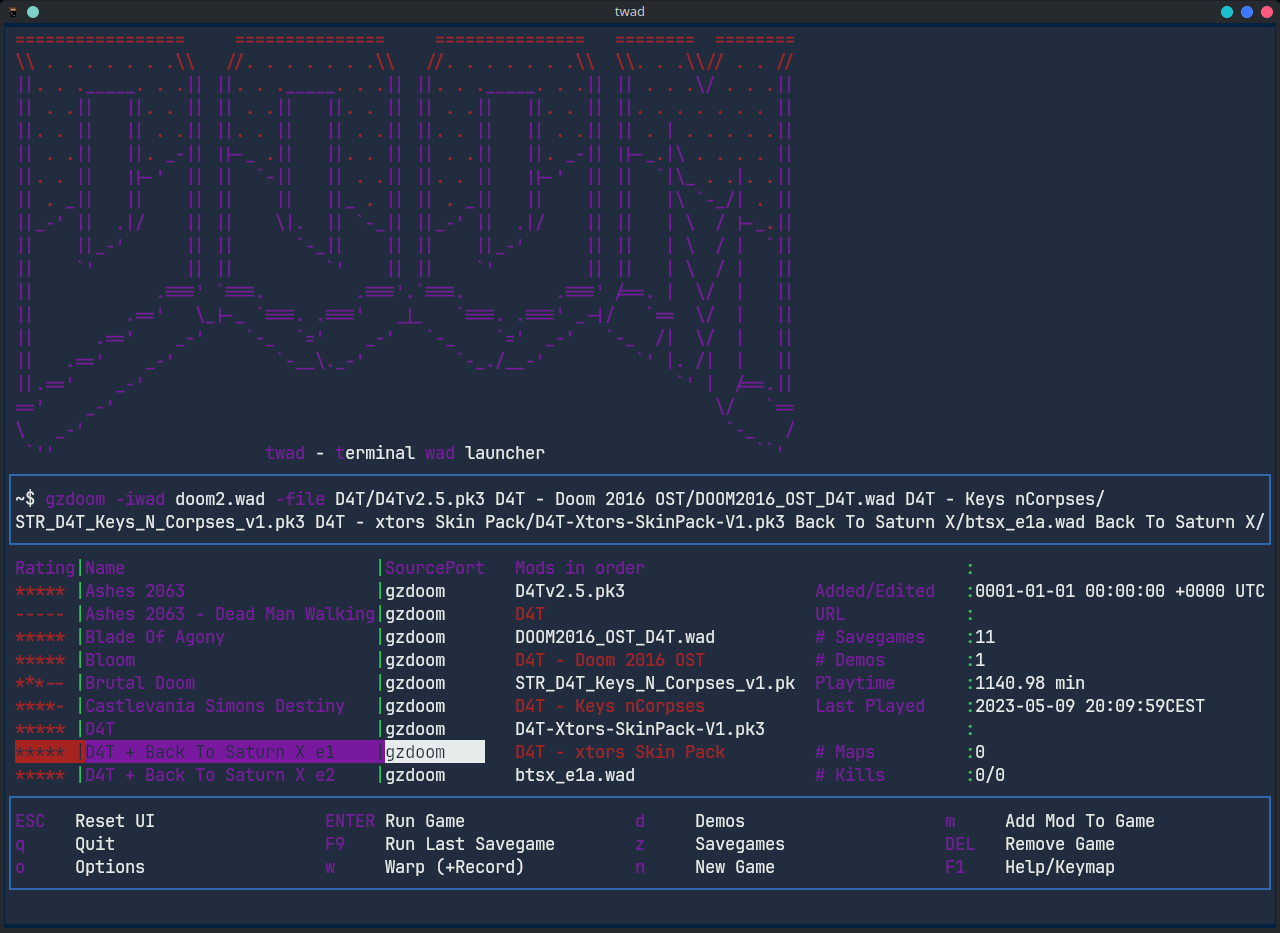 twad
twad - terminal wad launcher
~$ gzdoom -iwad doom2.wad -file D4T/D4Tv2.5.pk3 D4T - Doom 2016 OST/DOOM2016_OST_D4T.wad D4T - Keys nCorpses/
STR_D4T_Keys_N_Corpses_v1.pk3 D4T - xtors Skin Pack/D4T-Xtors-SkinPack-V1.pk3 Back To Saturn X/btsx_e1a.wad Back To Saturn X/
Rating|Name |SourcePort Mods in order :
***** |Ashes 2063 |gzdoom D4Tv2.5.pk3 Added/Edited :0001-01-01 00:00:00 +0000 UTC
----- |Ashes 2063 - Dead Man Walking|gzdoom D4T URL :
***** |Blade Of Agony |gzdoom DOOM2016_OST_D4T.wad # Savegames :11
***** |Bloom |gzdoom D4T - Doom 2016 OST # Demos :1
***-- |Brutal Doom |gzdoom STR_D4T_Keys_N_Corpses_v1.pk Playtime :1140.98 min
****- |Castlevania Simons Destiny |gzdoom D4T - Keys nCorpses Last Played :2023-05-09 20:09:59CEST
***** |D4T |gzdoom D4T-Xtors-SkinPack-V1.pk3 :
***** |D4T + Back To Saturn X e1 |gzdoom D4T - xtors Skin Pack # Maps :0
***** |D4T + Back To Saturn X e2 |gzdoom btsx_e1a.wad # Kills :0/0
ESC Reset UI ENTER Run Game d Demos m Add Mod To Game
q Quit F9 Run Last Savegame z Savegames DEL Remove Game
o Options w Warp (+Record) n New Game F1 Help/Keymap